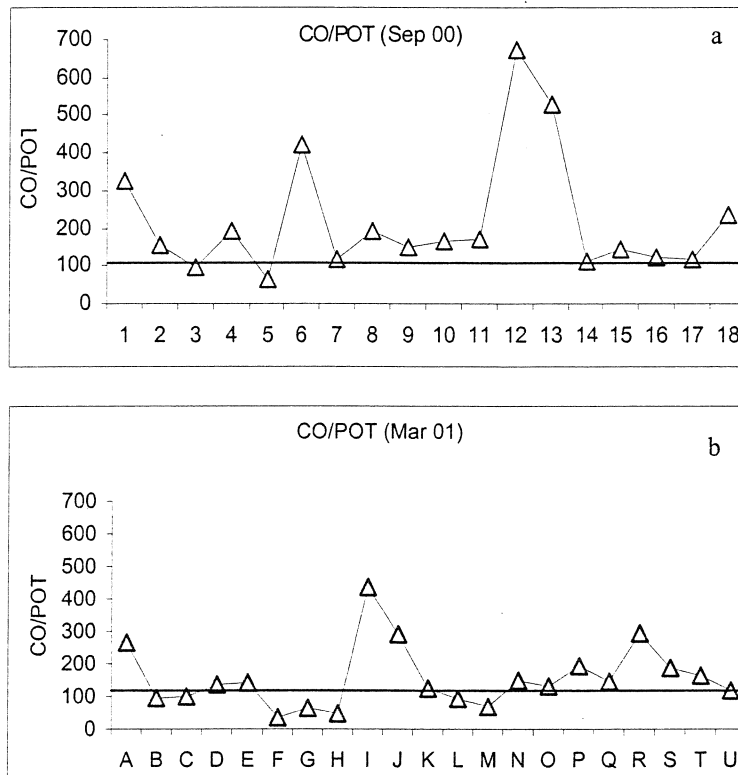 CO/POT (Sep 00)
a
700
600
500
400
300
200
100
0
CO/POT
1 2 3 4 5 6 7 8 9 10 11 12 13 14 15 16 17 18
CO/POT (Mar 01)
b
700
600
500
400
300
200
100
0
CO/POT
A B C D E F G H I J K L M N O P Q R S T U